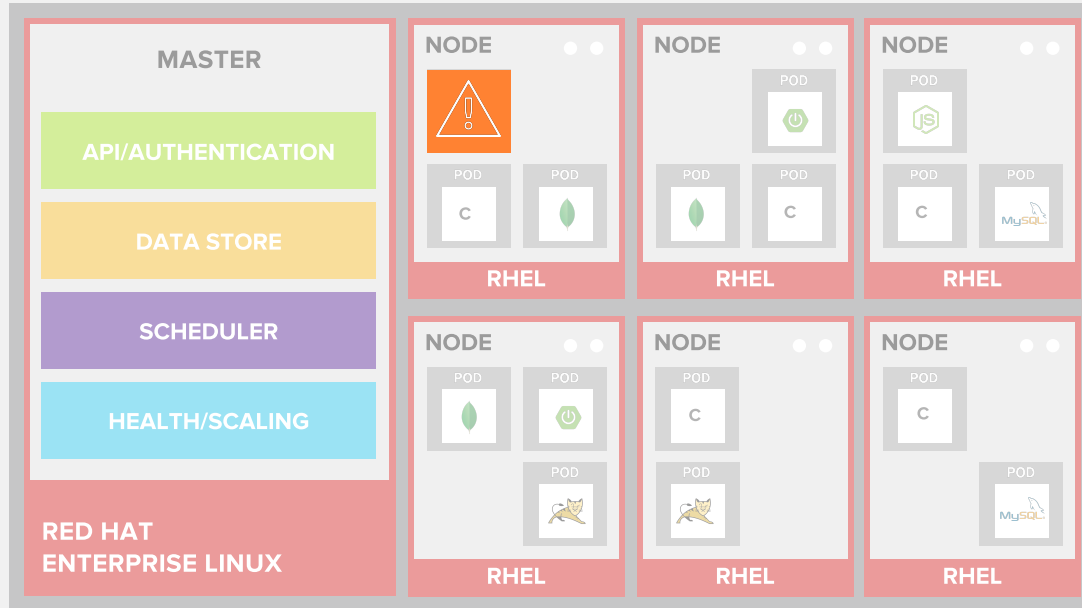 MASTER
API/AUTHENTICATION
DATA STORE
SCHEDULER
HEALTH/SCALING
RED HAT
ENTERPRISE LINUX
NODE
POD
C
POD
RHEL
NODE
POD
POD
POD
C
RHEL
NODE
POD
JS
POD
C
POD
MySQL
RHEL
NODE
POD
POD
POD
RHEL
NODE
POD
C
POD
RHEL
NODE
POD
C
POD
MySQL
RHEL